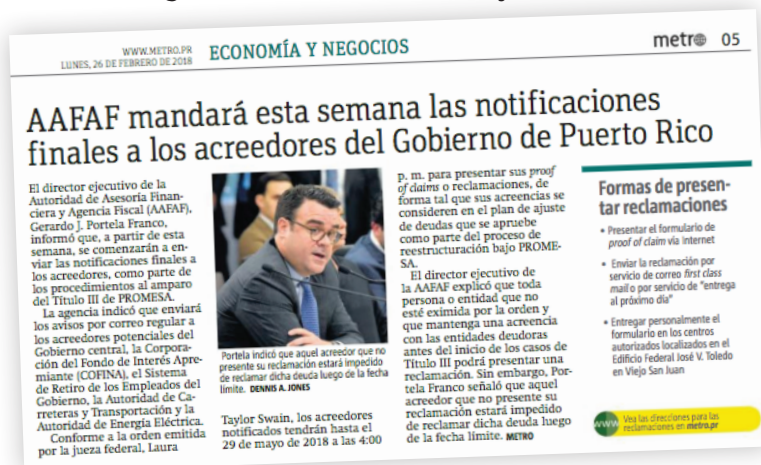 WWW.METRO.PR
LUNES, 26 DE FEBRERO DE 2018
ECONOMÍA Y NEGOCIOS
metro 05
AAFAF mandará esta semana las notificaciones
finales a los acreedores del Gobierno de Puerto Rico
El director ejecutivo de la
Autoridad de Asesoría Finan-
ciera y Agencia Fiscal (AAFAF),
Gerardo J. Portela Franco,
informó que, a partir de esta
semana, se comenzarán a en-
viar las notificaciones finales a
los acreedores, como parte de
los procedimientos al amparo
del Título III de PROMESA.
La agencia indicó que enviará
los avisos por correo regular a
los acreedores potenciales del
Gobierno central, la Corpora-
ción del Fondo de Interés Apre-
miante (COFINA), el Sistema
de Retiro de los Empleados del
Gobierno, la Autoridad de Ca-
rreteras y Transportación y la
Autoridad de Energía Eléctrica.
Conforme a la orden emitida
por la jueza federal, Laura
Portela indicó que aquel acreedor que no
presente su reclamación estará impedido
de reclamar dicha deuda luego de la fecha
límite. DENNIS A. JONES
Taylor Swain, los acreedores
notificados tendrán hasta el
29 de mayo de 2018 a las 4:00
p. m. para presentar sus proof
of claims o reclamaciones, de
forma tal que sus acreencias se
consideren en el plan de ajuste
de deudas que se apruebe
como parte del proceso de
reestructuración bajo PROME-
SA.
El director ejecutivo de
la AAFAF explicó que toda
persona o entidad que no
esté eximida por la orden y
que mantenga una acreencia
con las entidades deudoras
antes del inicio de los casos de
Título III podrá presentar una
reclamación. Sin embargo, Por-
tela Franco señaló que aquel
acreedor que no presente su
reclamación estará impedido
de reclamar dicha deuda luego
de la fecha límite. METRO
Formas de presen-
tar reclamaciones
• Presentar el formulario de
proof of claim vía Internet
• Enviar la reclamación por
servicio de correo first class
mail o por servicio de "entrega
al próximo día"
• Entregar personalmente el
formulario en los centros
autorizados localizados en el
Edificio Federal José V. Toledo
en Viejo San Juan
www
Vea las direcciones para las
reclamaciones en metro.pr